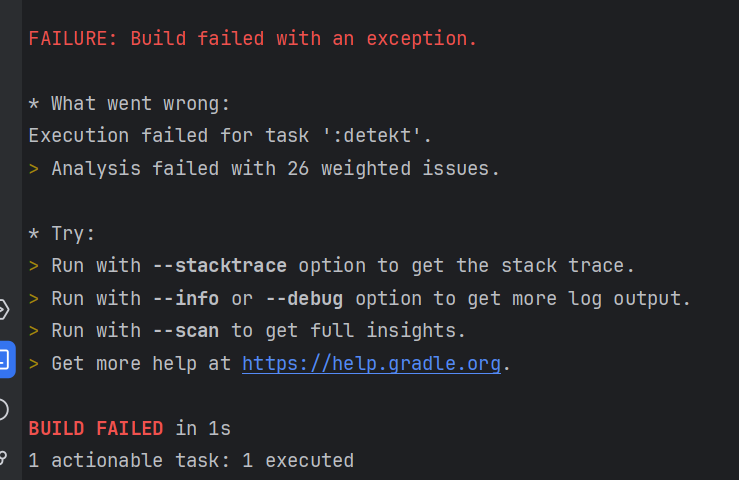 FAILURE: Build failed with an exception.
* What went wrong:
Execution failed for task ':detekt'.
> Analysis failed with 26 weighted issues.
* Try:
> Run with --stacktrace option to get the stack trace.
> Run with --info or --debug option to get more log output.
> Run with --scan to get full insights.
> Get more help at https://help.gradle.org.
BUILD FAILED in 1s
1 actionable task: 1 executed